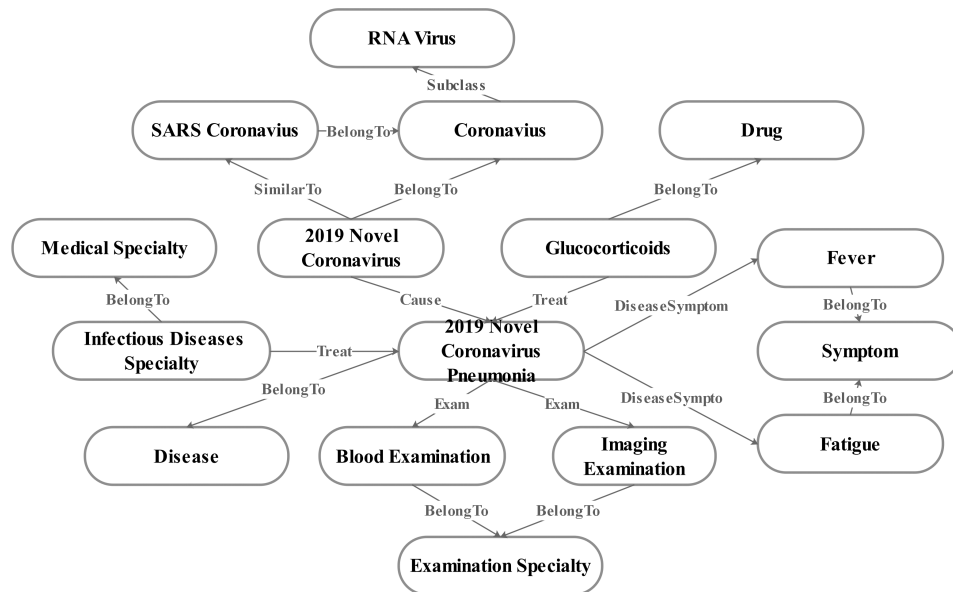 RNA Virus
Subclass
SARS Coronavius
BelongTo
Coronavius
Drug
SimilarTo
BelongTo
BelongTo
Medical Specialty
2019 Novel
Coronavirus
Glucocorticoids
Fever
BelongTo
Cause
Treat
DiseaseSymptom
BelongTo
Infectious Diseases
Specialty
Treat
2019 Novel
Coronavirus
Pneumonia
Symptom
BelongTo
Exam
Exam
DiseaseSympto
BelongTo
Disease
Blood Examination
Imaging
Examination
Fatigue
BelongTo
BelongTo
Examination Specialty